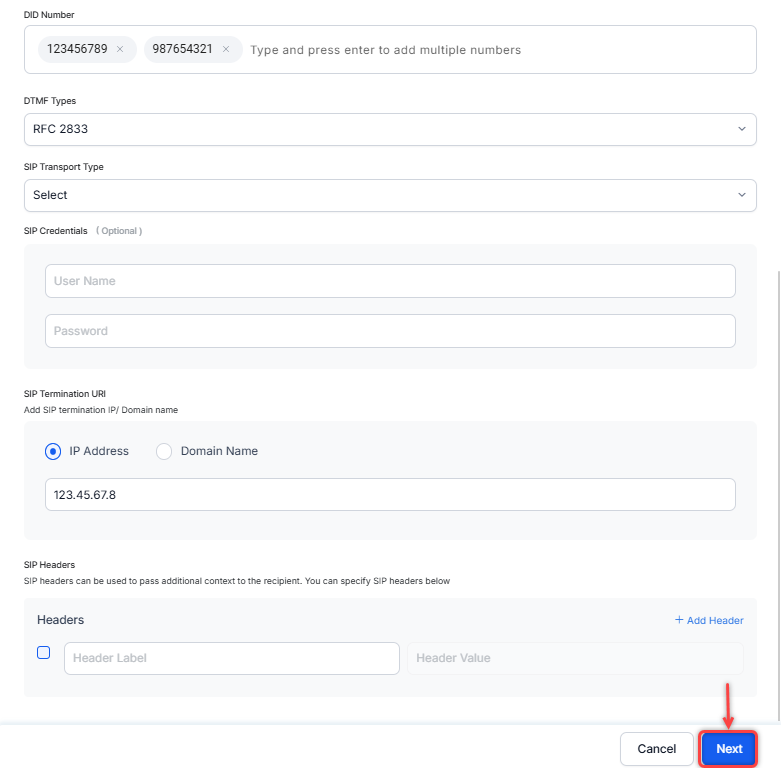 DID Number
123456789 × 987654321 × Type and press enter to add multiple numbers
DTMF Types
RFC 2833
SIP Transport Type
Select
SIP Credentials ( Optional )
User Name
Password
SIP Termination URI
Add SIP termination IP/ Domain name
IP Address Domain Name
123.45.67.8
SIP Headers
SIP headers can be used to pass additional context to the recipient. You can specify SIP headers below
Headers + Add Header
Header Label Header Value
Cancel Next